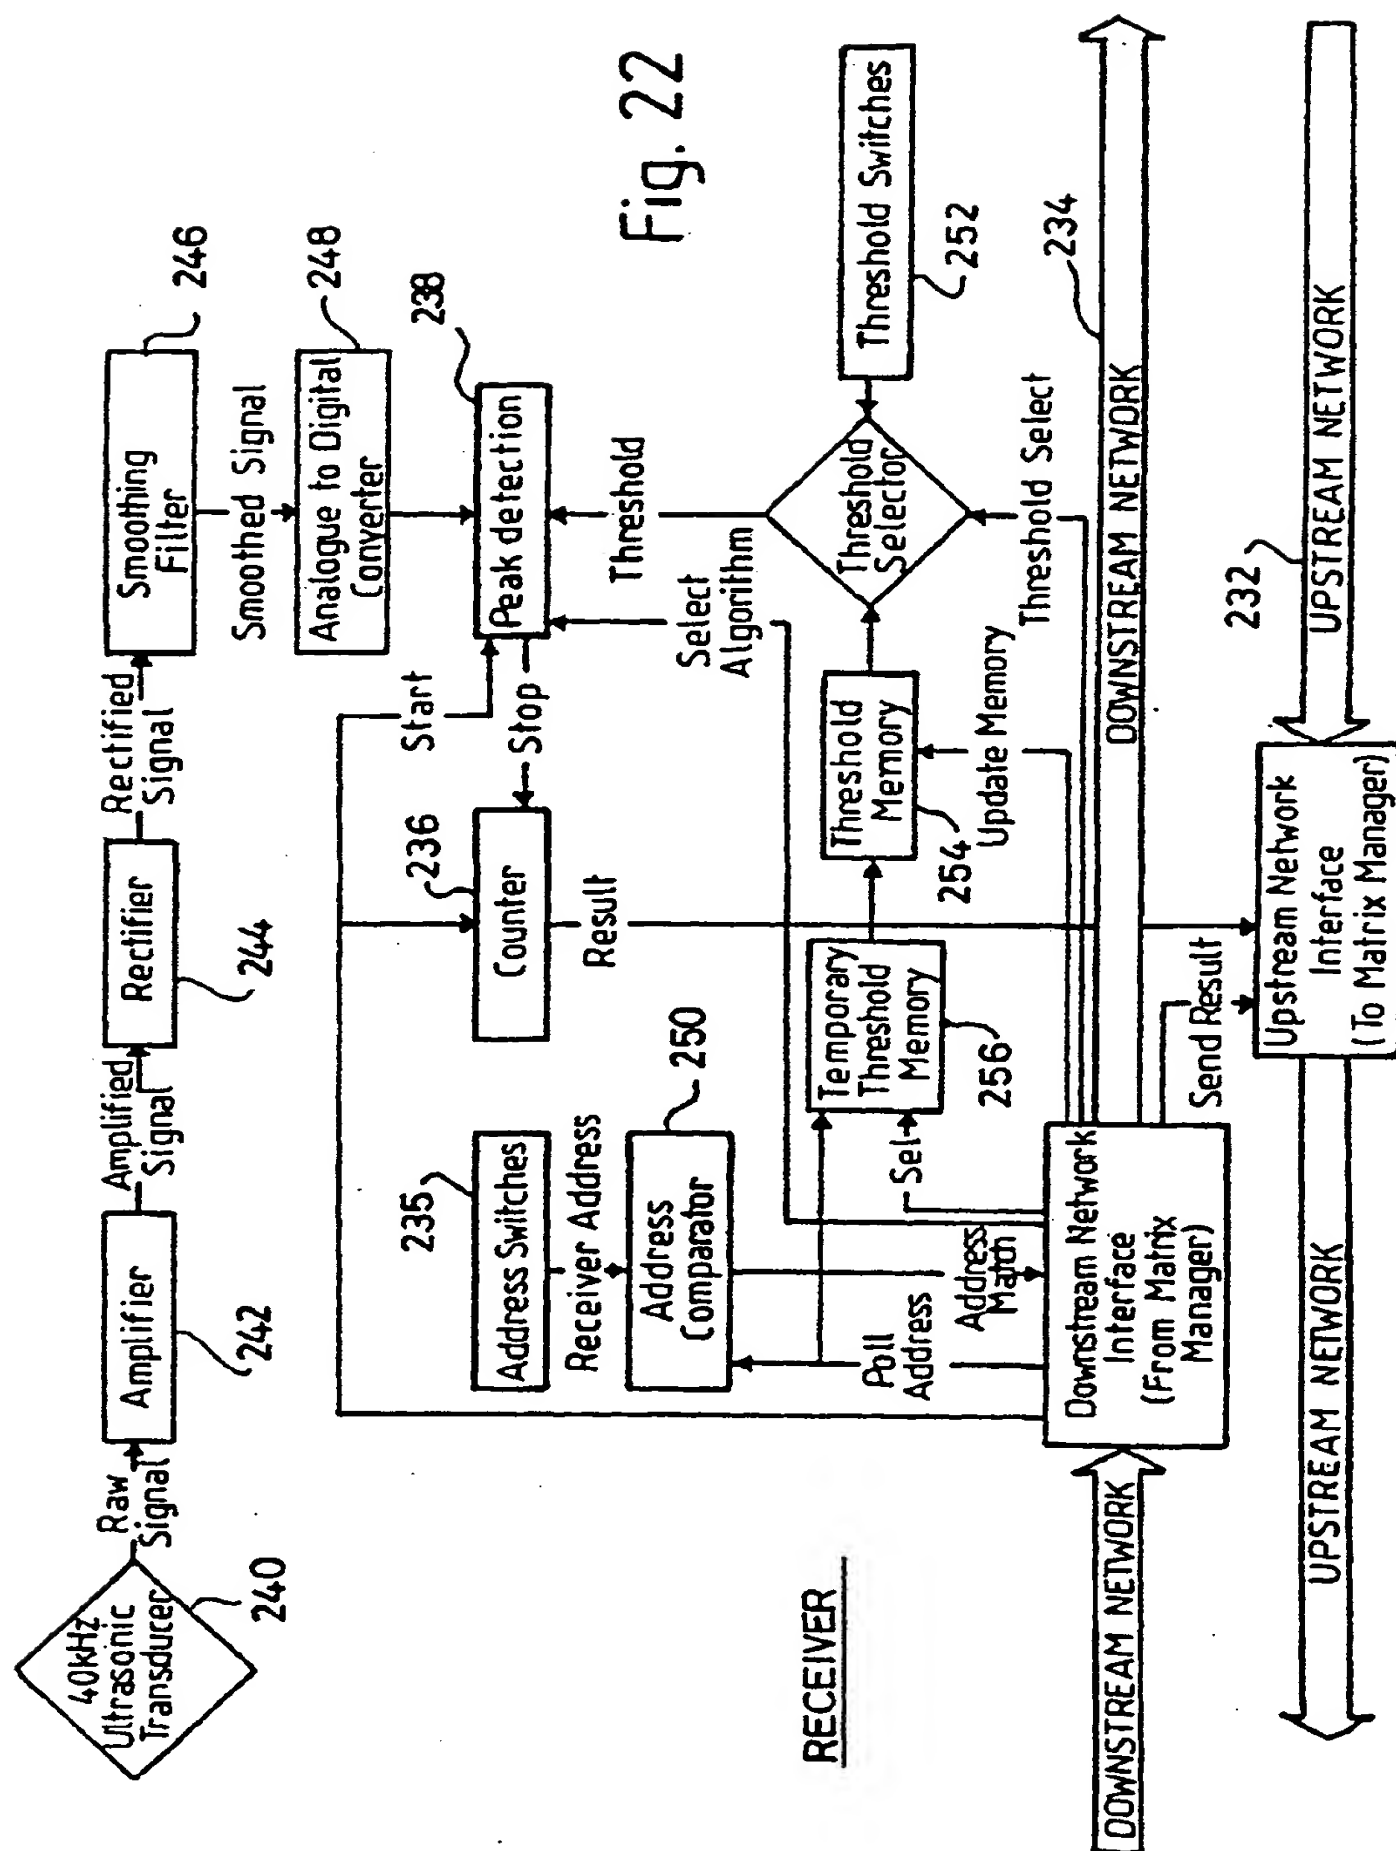 40kHz
Ultrasonic
Transducer
240
Raw
Signal
Amplifier
242
Amplified
Signal
Rectifier
244
Rectified
Signal
Smoothing
Filter
246
Smoothed Signal
Analogue to Digital
Converter
248
Start
Peak detection
238
Stop
Counter
236
Result
Address Switches
235
Receiver Address
Address
Comparator
250
Select
Algorithm
Threshold
Fig. 22
RECEIVER
Temporary
Threshold
Memory
256
Sel
Threshold
Memory
254
Update Memory
Threshold
Selector
Threshold Switches
252
Threshold Select
Poll
Address
Address
Match
DOWNSTREAM NETWORK
Downstream Network
Interface
(From Matrix
Manager)
DOWNSTREAM NETWORK
234
Send Result
UPSTREAM NETWORK
Upstream Network
Interface
(To Matrix Manager)
UPSTREAM NETWORK
232